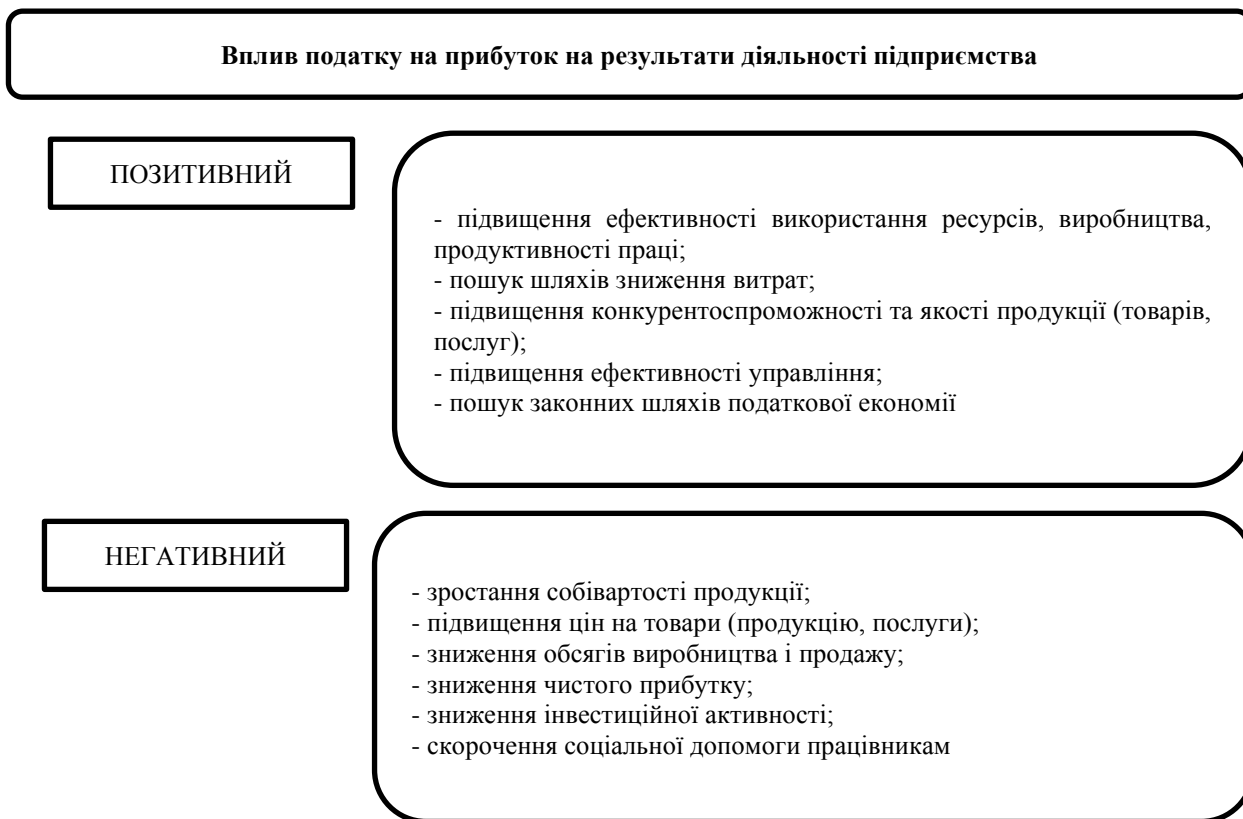 Вплив податку на прибуток на результати діяльності підприємства
ПОЗИТИВНИЙ
- підвищення ефективності використання ресурсів, виробництва,
продуктивності праці;
- пошук шляхів зниження витрат;
- підвищення конкурентоспроможності та якості продукції (товарів,
послуг);
- підвищення ефективності управління;
- пошук законних шляхів податкової економії
НЕГАТИВНИЙ
- зростання собівартості продукції;
- підвищення цін на товари (продукцію, послуги);
- зниження обсягів виробництва і продажу;
- зниження чистого прибутку;
- зниження інвестиційної активності;
- скорочення соціальної допомоги працівникам